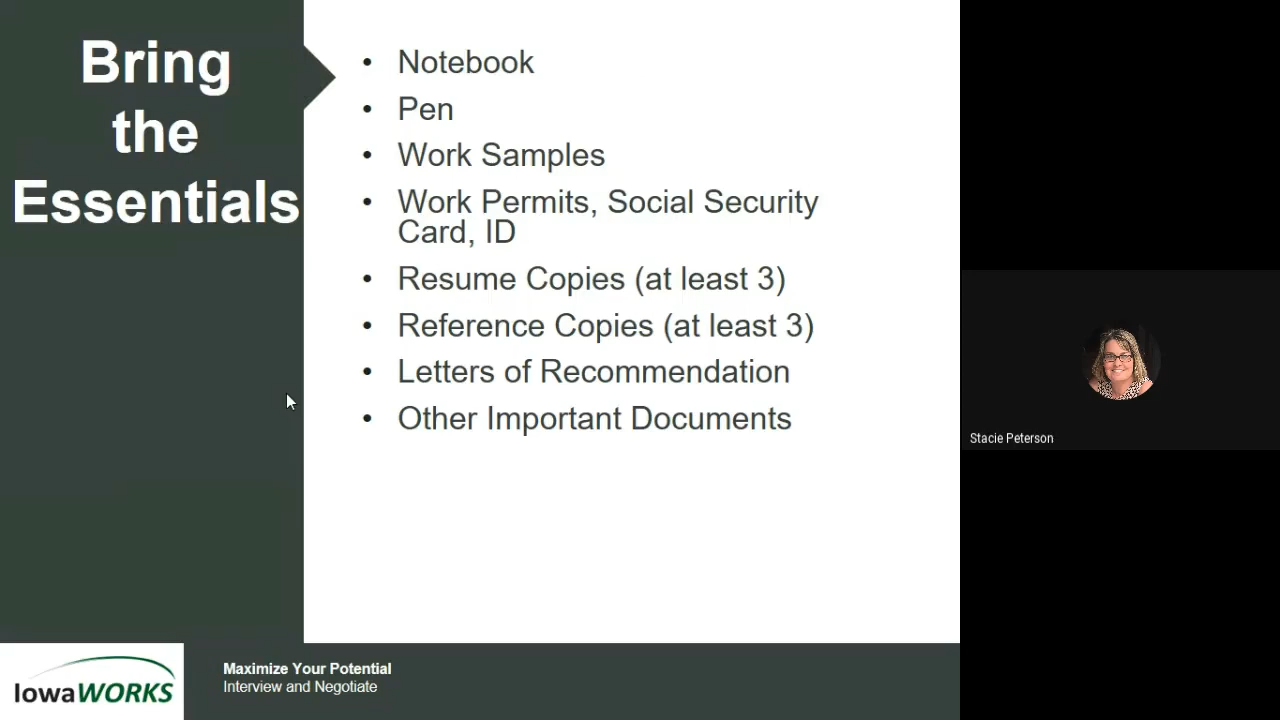 Bring
the
Essentials
• Notebook
• Pen
• Work Samples
• Work Permits, Social Security
Card, ID
• Resume Copies (at least 3)
• Reference Copies (at least 3)
• Letters of Recommendation
• Other Important Documents
Stacie Peterson
IowaWORKS
Maximize Your Potential
Interview and Negotiate